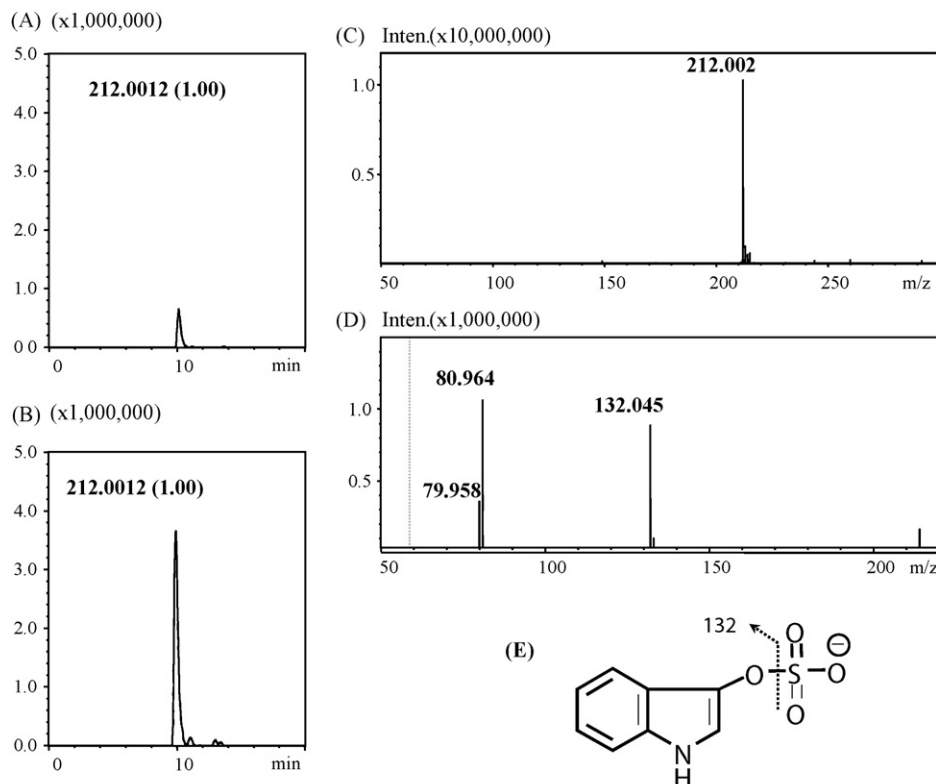 (A) (x1,000,000)
5.0
212.0012 (1.00)
4.0
3.0
2.0
1.0
0.0
0 10 min
(B) (x1,000,000)
5.0
212.0012 (1.00)
4.0
3.0
2.0
1.0
0.0
0 10 min
(C) Inten.(x10,000,000)
212.002
1.0
0.5
50 100 150 200 250 m/z
(D) Inten.(x1,000,000)
80.964
1.0
132.045
0.5
79.958
50 100 150 200 m/z
(E)
132
O
O S O
O
N
H